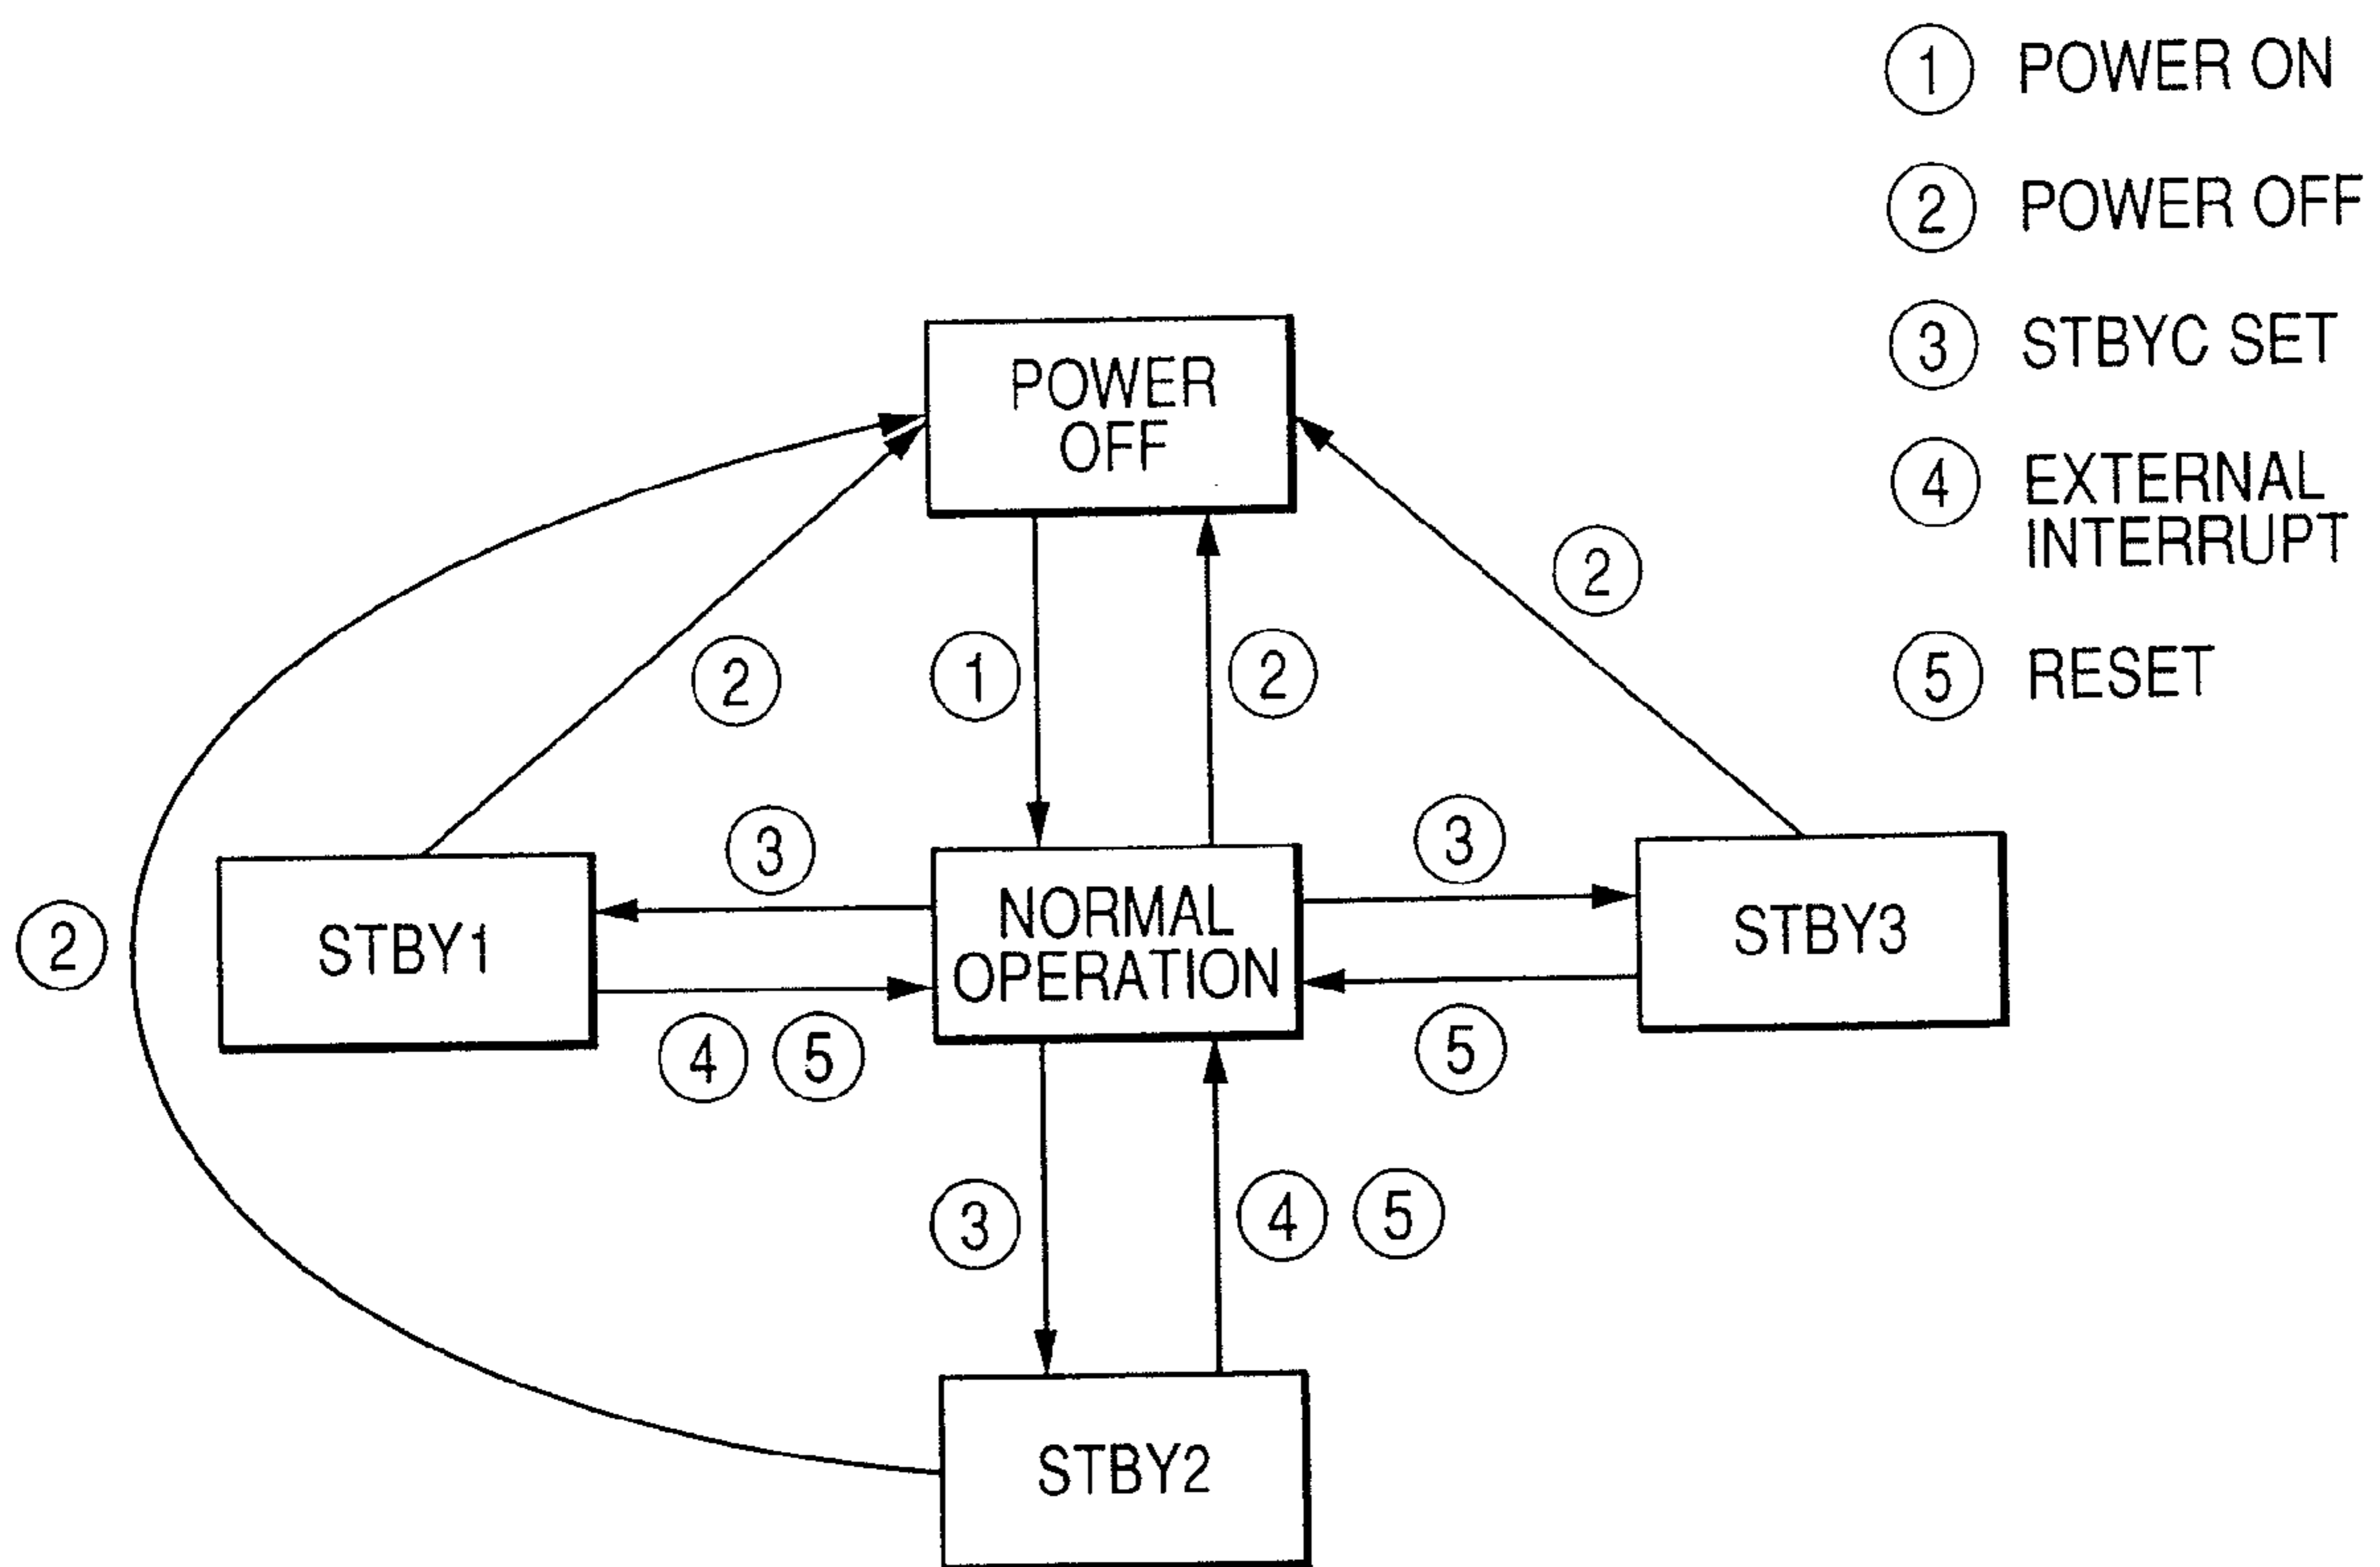 ① POWER ON
② POWER OFF
③ STBYC SET
④ EXTERNAL
INTERRUPT
⑤ RESET
POWER
OFF
②
②
①
②
③
③
②
STBY1
NORMAL
OPERATION
STBY3
④ ⑤
⑤
③
④ ⑤
STBY2